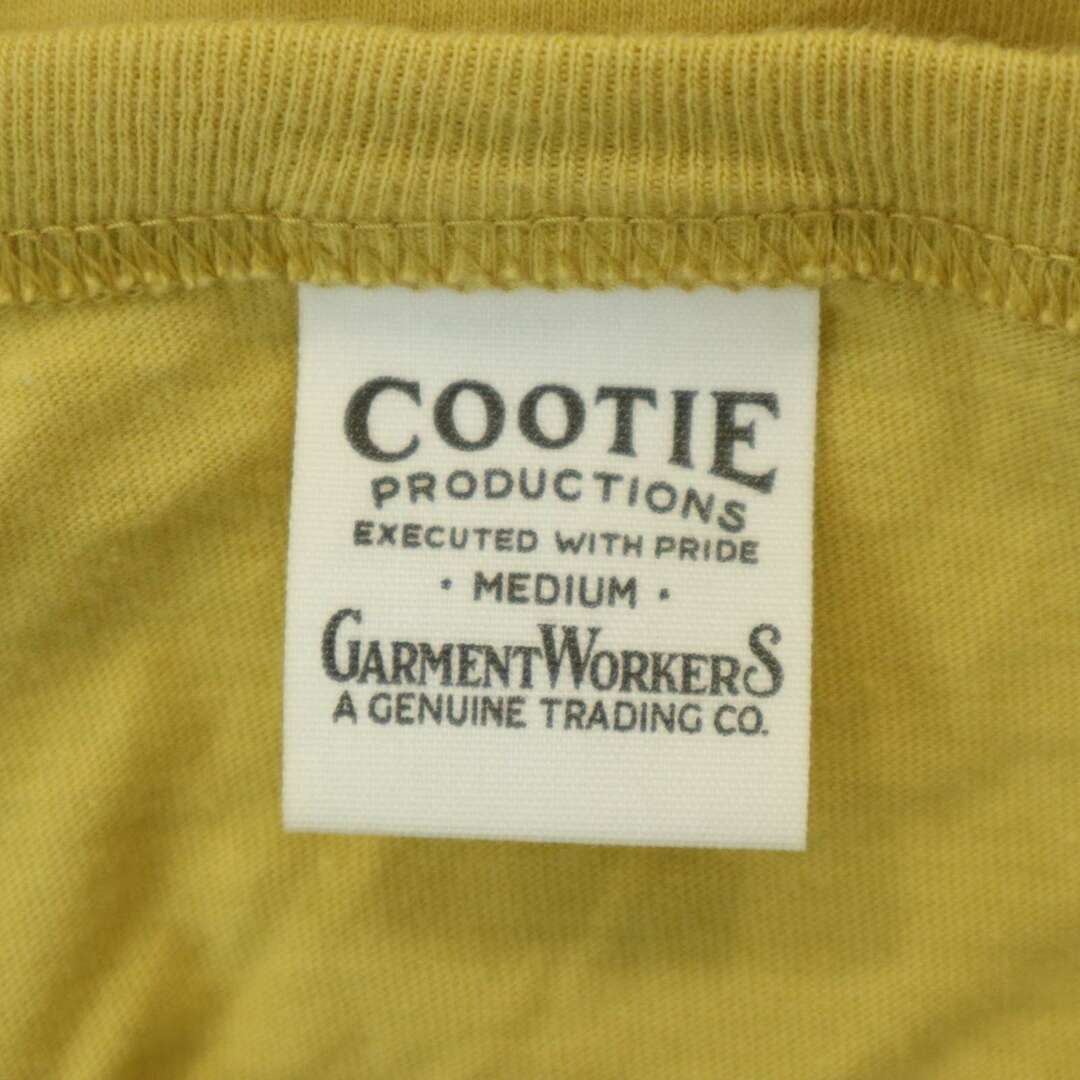 COOTIE
PRODUCTIONS
EXECUTED WITH PRIDE
· MEDIUM ·
GARMENTWORKERS
A GENUINE TRADING CO.